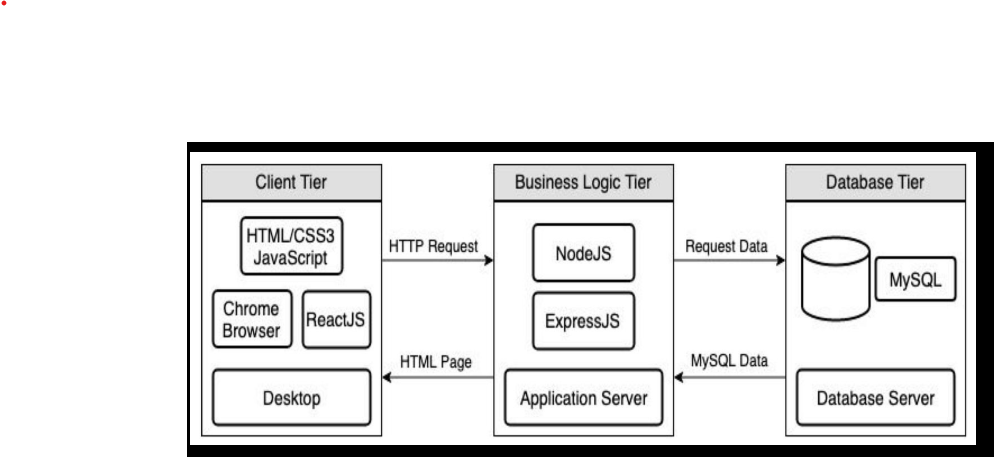 Client Tier
HTML/CSS3
JavaScript
Chrome
Browser
ReactJS
Desktop
HTTP Request
HTML Page
Business Logic Tier
NodeJS
ExpressJS
Application Server
Request Data
MySQL Data
Database Tier
MySQL
Database Server